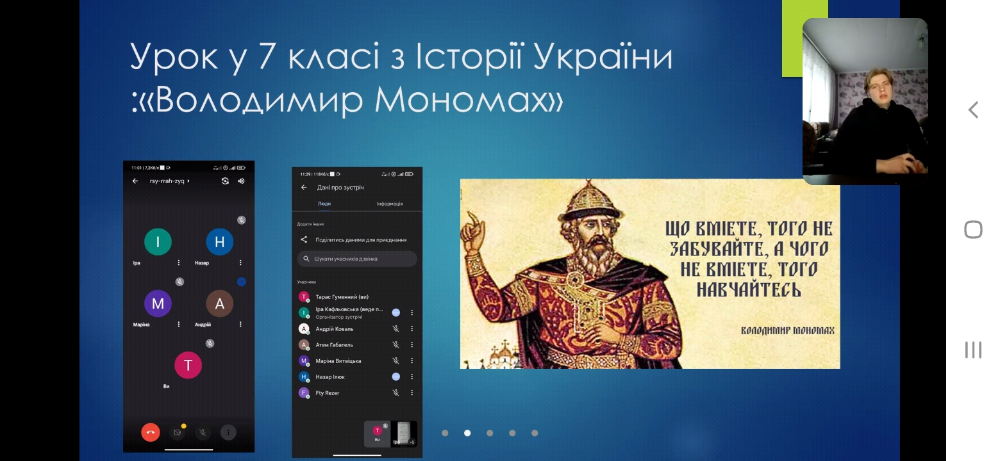 Урок у 7 класі з Історії України
:«Володимир Мономах»
11:01 | 7,2Кб/с
rsy-rrah-zyq
І
Н
Іра
Назар
М
А
Маріна
Андрій
Т
Ви
11:29 | 118Кб/с
Дані про зустріч
Люди
Інформація
Додати інших
Поділитись даними для приєднання
Шукати учасників дзвінка
Учасники
Т Тарас Гуменний (ви)
І Іра Кафльовська (веде п...
Організатор зустрічі
А Андрій Коваль
А Атем Габатель
М Маріна Витвіцька
Н Назар Ілюк
F Fty Rezer
Т
Ви
Іра
+5
ЩО ВМІЕТЕ, ТОГО НЕ
ЗАБУВАЙТЕ, А ЧОГО
НЕ ВМІЕТЕ, ТОГО
НАВЧАЙТЕСЬ
ВОЛОДИМИР МОНОМАХ